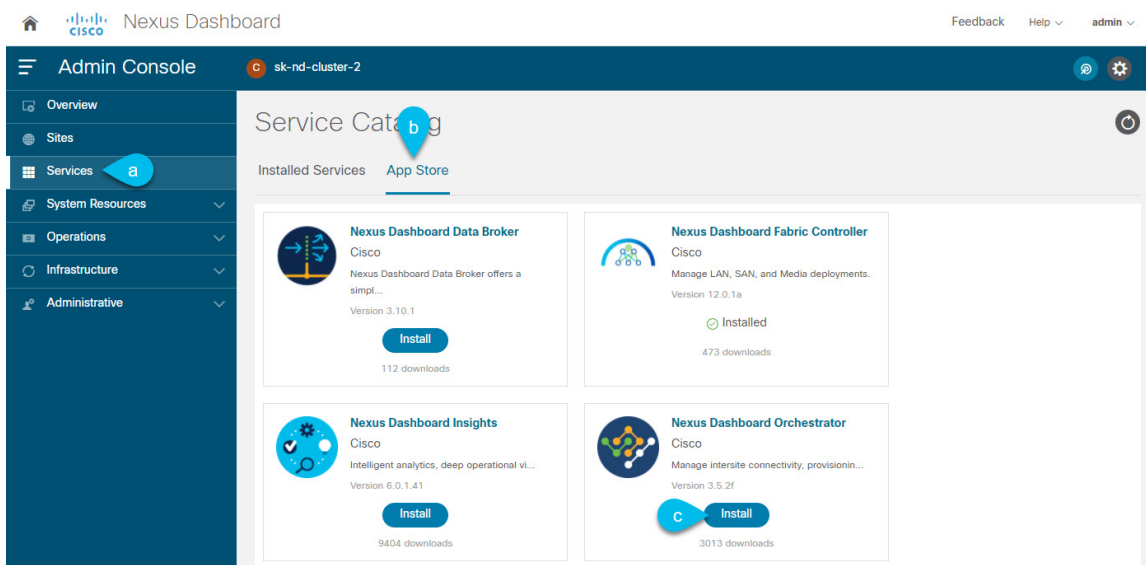 CISCO
Nexus Dashboard
Feedback
Help
admin
Admin Console
C
sk-nd-cluster-2
Overview
Sites
Services
a
System Resources
Operations
Infrastructure
Administrative
Service Catalog
b
Installed Services
App Store
Nexus Dashboard Data Broker
Cisco
Nexus Dashboard Data Broker offers a
simpl...
Version 3.10.1
Install
112 downloads
Nexus Dashboard Fabric Controller
Cisco
Manage LAN, SAN, and Media deployments.
Version 12.0.1a
Installed
473 downloads
Nexus Dashboard Insights
Cisco
Intelligent analytics, deep operational vi...
Version 6.0.1.41
Install
9404 downloads
Nexus Dashboard Orchestrator
Cisco
Manage intersite connectivity, provisionin...
Version 3.5.2f
c
Install
3013 downloads